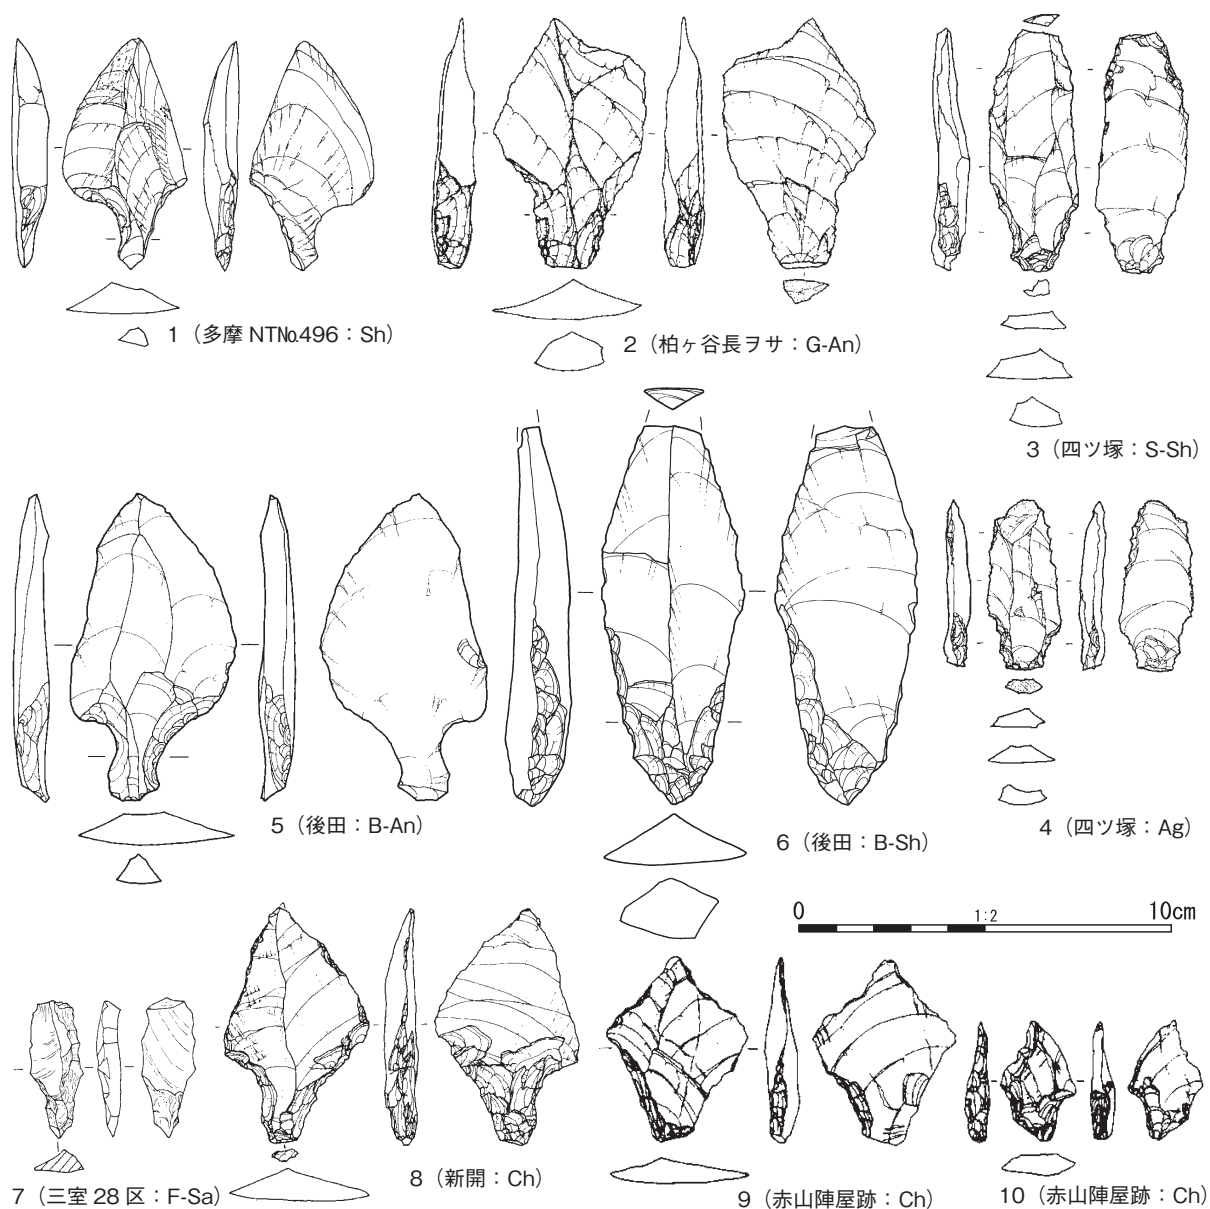 1（多摩 NT№496：Sh）
2（柏ヶ谷長ヲサ：G-An）
3（四ツ塚：S-Sh）
4（四ツ塚：Ag）
5（後田：B-An）
6（後田：B-Sh）
0 1:2 10cm
7（三室 28 区：F-Sa）
8（新開：Ch）
9（赤山陣屋跡：Ch）
10（赤山陣屋跡：Ch）